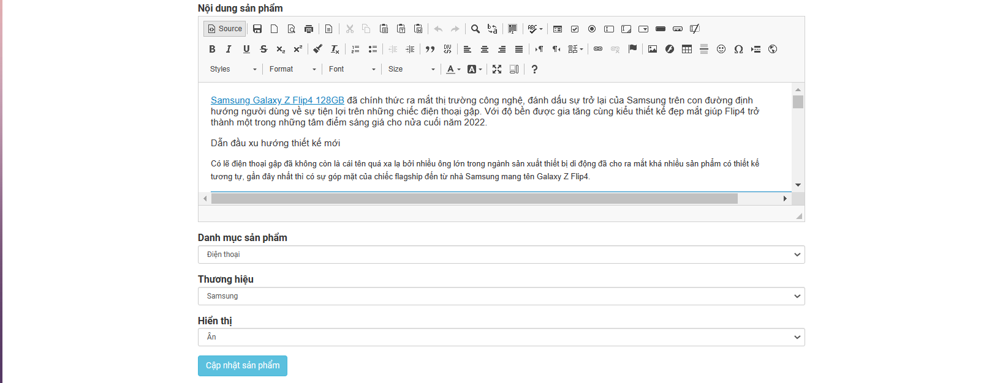 Nội dung sản phẩm
Source
Styles Format Font Size
Samsung Galaxy Z Flip4 128GB đã chính thức ra mắt thị trường công nghệ, đánh dấu sự trở lại của Samsung trên con đường định
hướng người dùng về sự tiện lợi trên những chiếc điện thoại gập. Với độ bền được gia tăng cùng kiểu thiết kế đẹp mắt giúp Flip4 trở
thành một trong những tâm điểm sáng giá cho nửa cuối năm 2022.
Dẫn đầu xu hướng thiết kế mới
Có lẽ điện thoại gập đã không còn là cái tên quá xa lạ bởi nhiều ông lớn trong ngành sản xuất thiết bị di động đã cho ra mắt khá nhiều sản phẩm có thiết kế
tương tự, gần đây nhất thì có sự góp mặt của chiếc flagship đến từ nhà Samsung mang tên Galaxy Z Flip4.
Danh mục sản phẩm
Điện thoại
Thương hiệu
Samsung
Hiển thị
Ẩn
Cập nhật sản phẩm